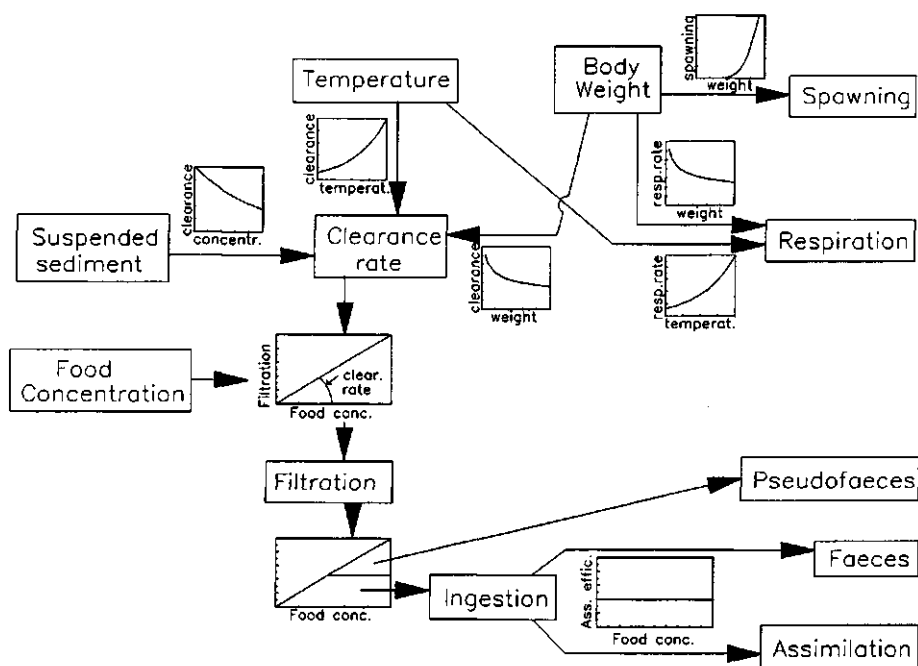 spawning
weight
Temperature
Body
Weight
Spawning
clearance
temperat.
clearance
concentr.
resp.rate
weight
Suspended
sediment
Clearance
rate
Respiration
clearance
weight
resp.rate
temperat.
Food
Concentration
Filtration
clear.
rate
Food conc.
Filtration
Pseudofaeces
Food conc.
Ingestion
Ass. effic.
Food conc.
Faeces
Assimilation